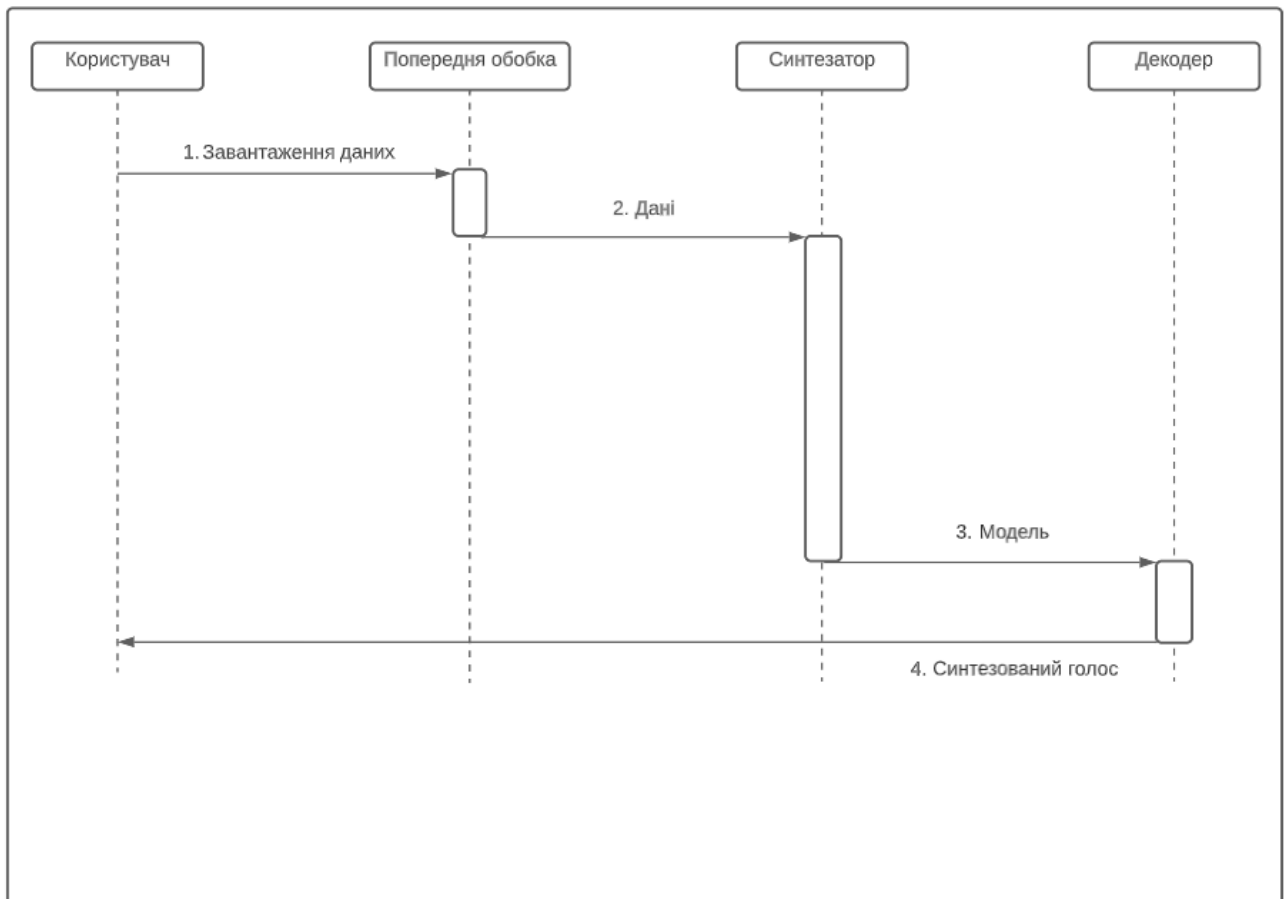 Користувач
Попередня обобка
Синтезатор
Декодер
1. Завантаження даних
2. Дані
3. Модель
4. Синтезований голос